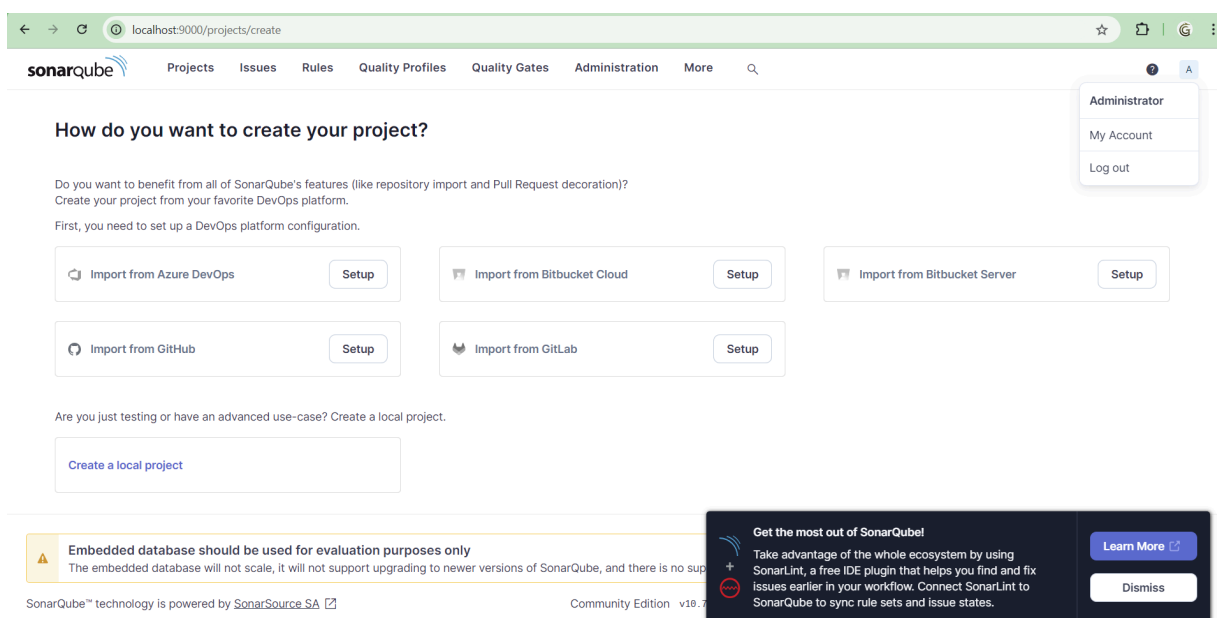 localhost:9000/projects/create
G
sonarqube
Projects Issues Rules Quality Profiles Quality Gates Administration More
? A
Administrator
My Account
Log out
How do you want to create your project?
Do you want to benefit from all of SonarQube's features (like repository import and Pull Request decoration)?
Create your project from your favorite DevOps platform.
First, you need to set up a DevOps platform configuration.
Import from Azure DevOps Setup
Import from Bitbucket Cloud Setup
Import from Bitbucket Server Setup
Import from GitHub Setup
Import from GitLab Setup
Are you just testing or have an advanced use-case? Create a local project.
Create a local project
Embedded database should be used for evaluation purposes only
The embedded database will not scale, it will not support upgrading to newer versions of SonarQube, and there is no sup
SonarQube™ technology is powered by SonarSource SA
Community Edition v10.7
Get the most out of SonarQube!
Take advantage of the whole ecosystem by using
SonarLint, a free IDE plugin that helps you find and fix
issues earlier in your workflow. Connect SonarLint to
SonarQube to sync rule sets and issue states.
Learn More
Dismiss